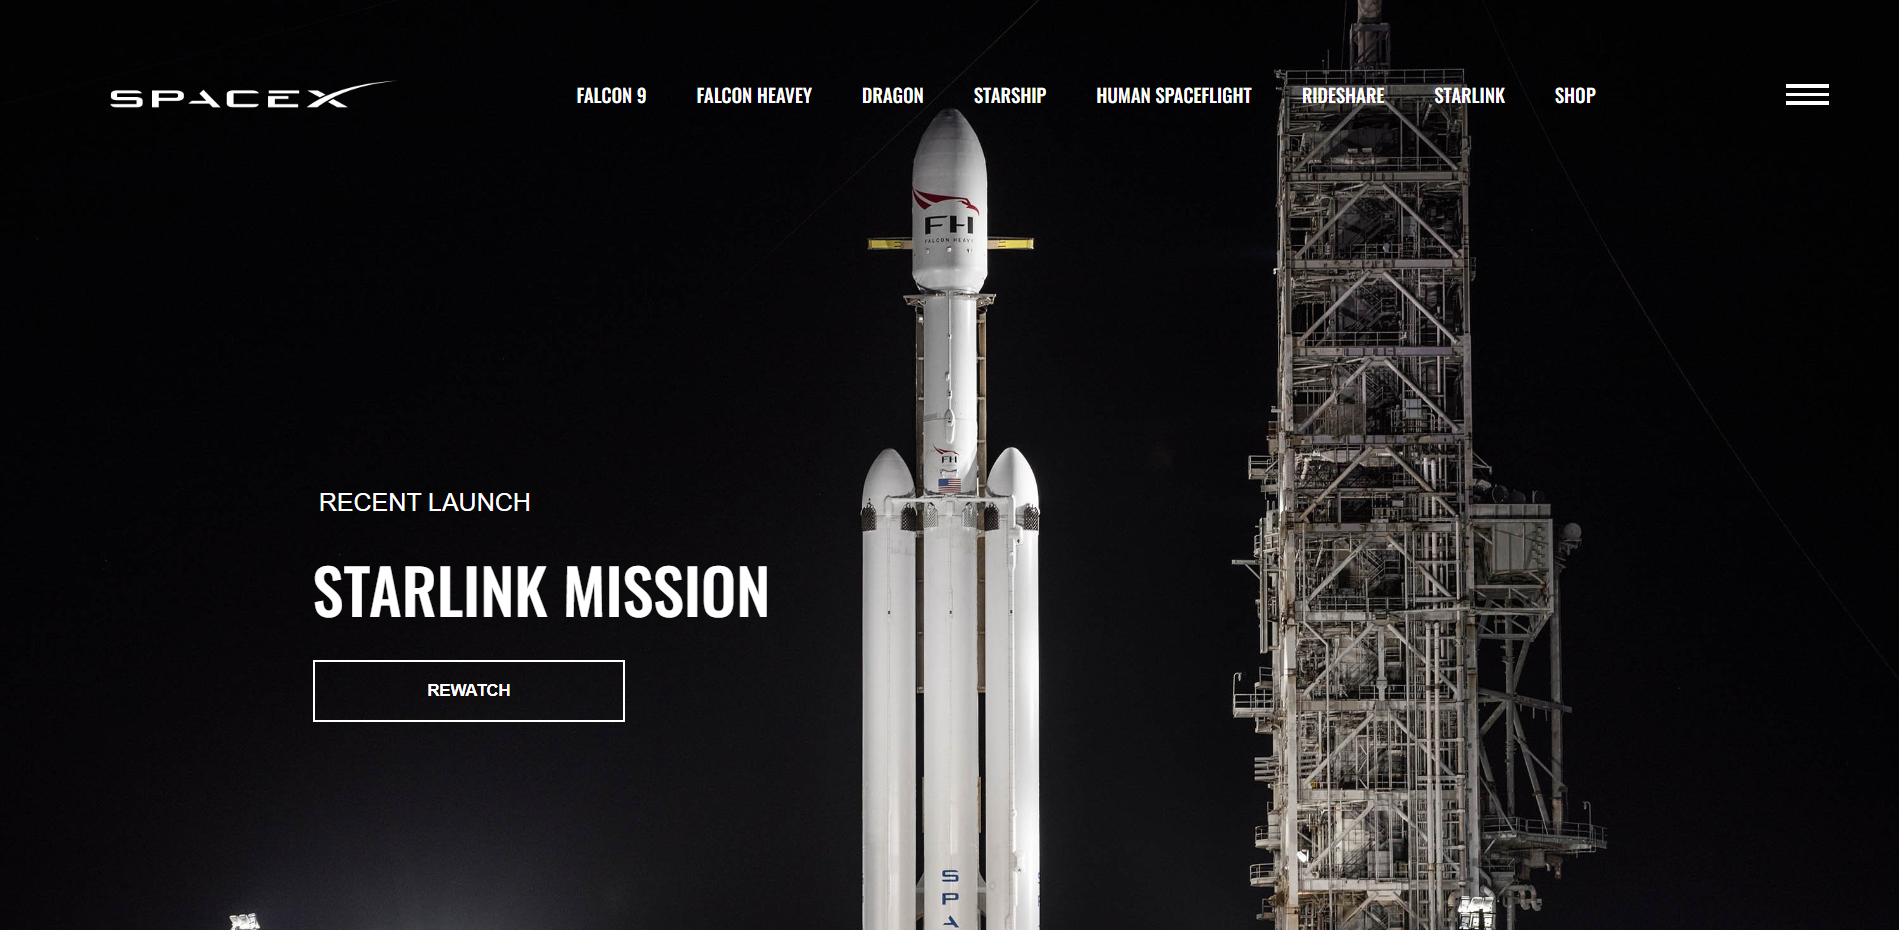 SPACEX
FALCON 9
FALCON HEAVEY
DRAGON
STARSHIP
HUMAN SPACEFLIGHT
RIDESHARE
STARLINK
SHOP
FH
FALCON HEAVY
FH
RECENT LAUNCH
STARLINK MISSION
REWATCH
S
P
A